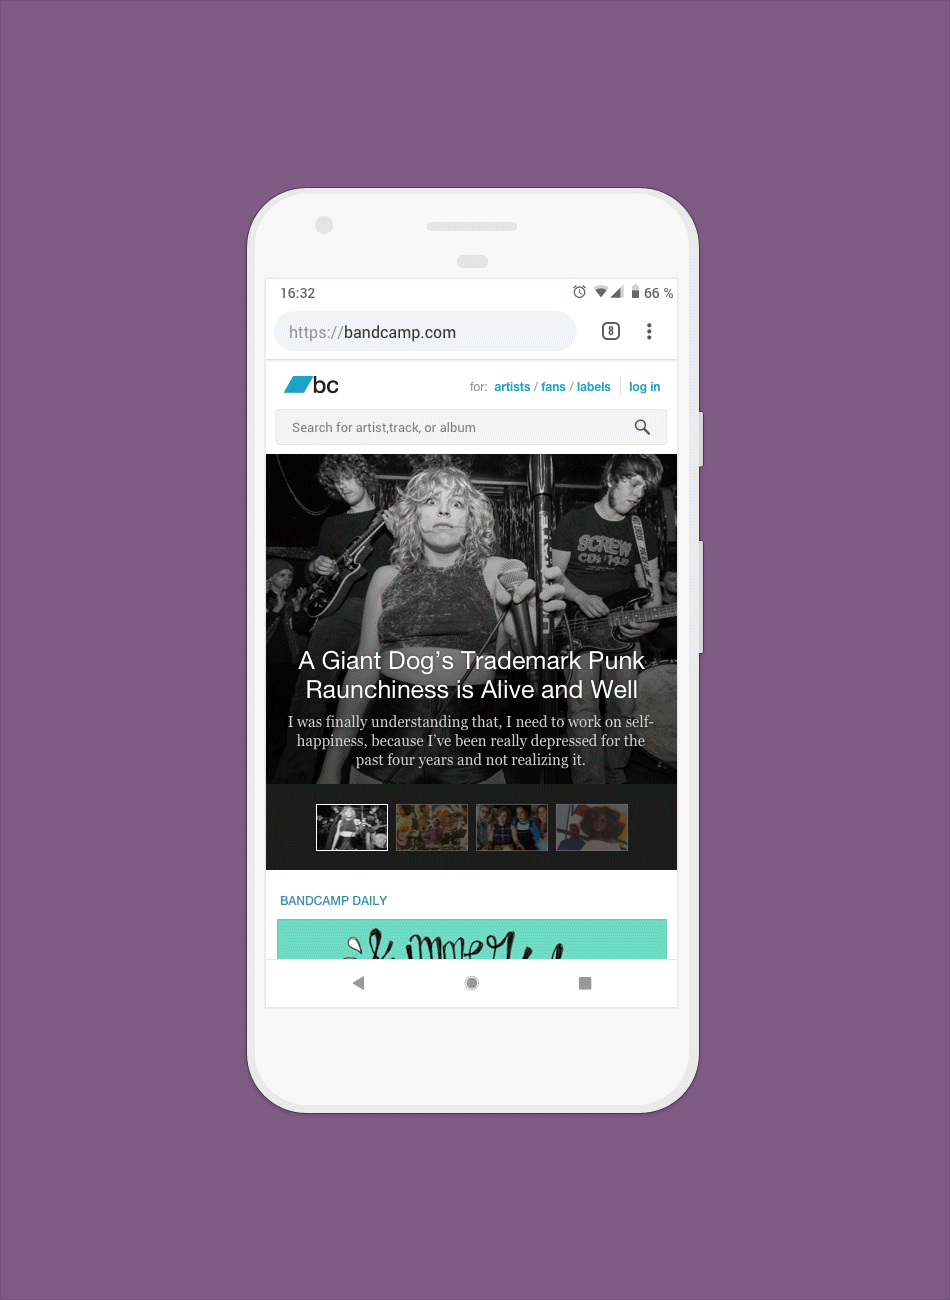 16:32 66 %
https://bandcamp.com 8
bc for: artists / fans / labels log in
Search for artist,track, or album
SCREW
CDs
ULTIMATE
A Giant Dog’s Trademark Punk
Raunchiness is Alive and Well
I was finally understanding that, I need to work on self-
happiness, because I’ve been really depressed for the
past four years and not realizing it.
BANDCAMP DAILY